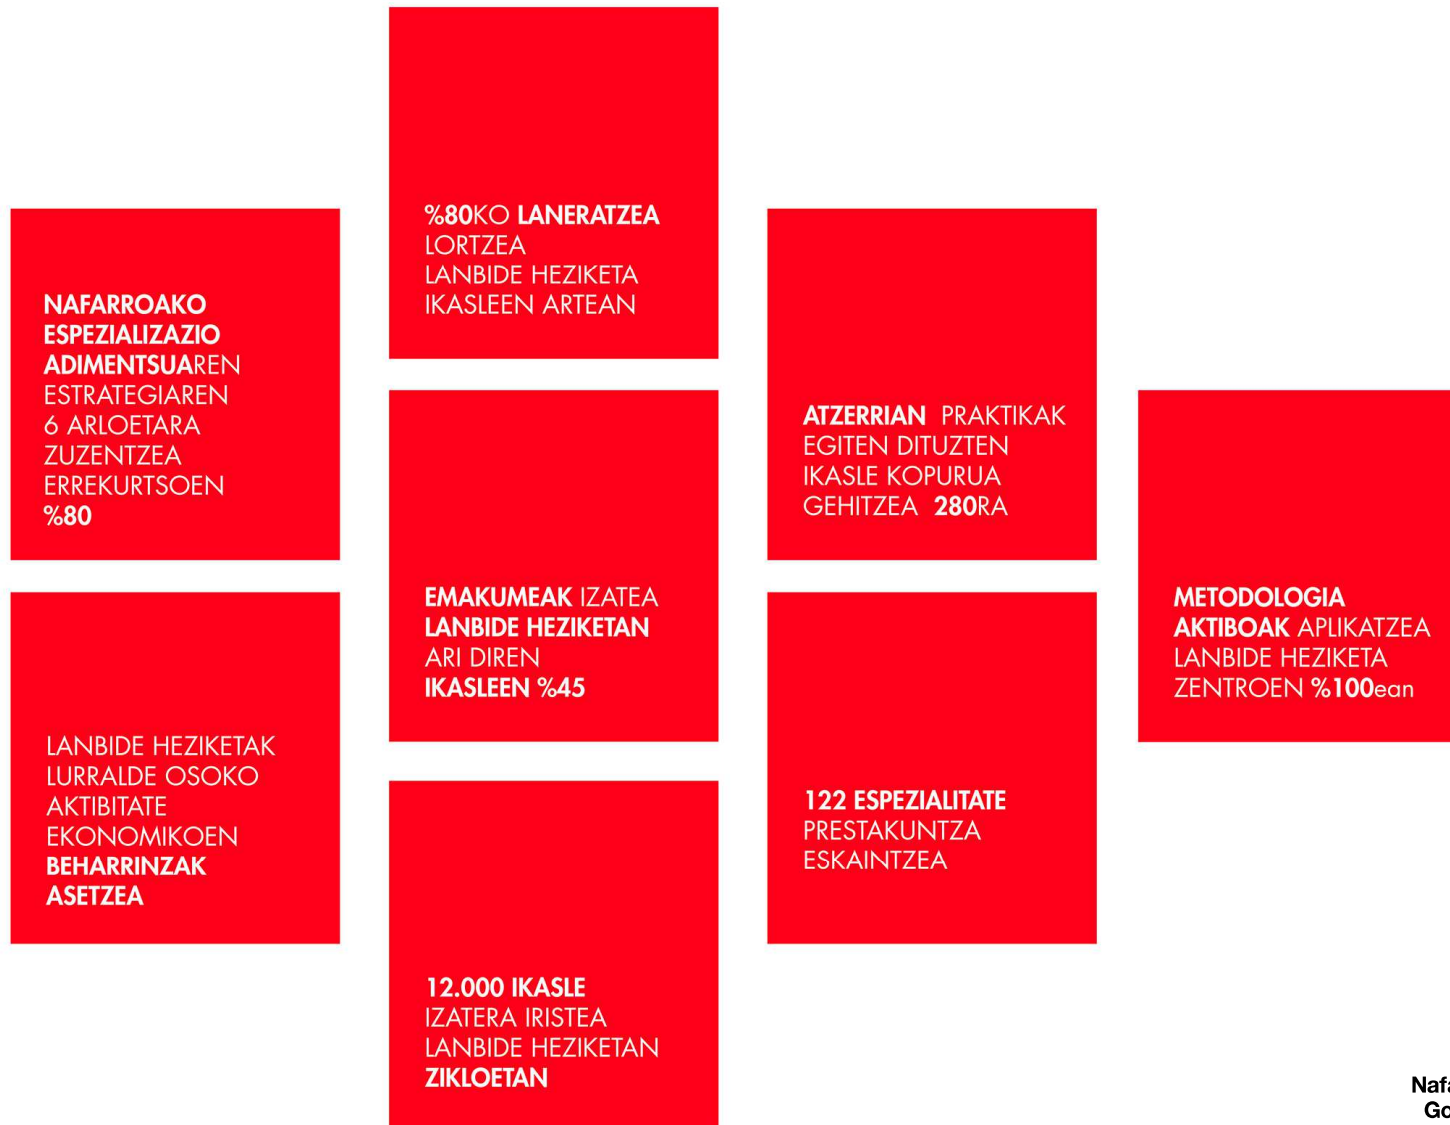 %80KO LANERATZEA
LORTZEA
LANBIDE HEZIKETA
IKASLEEN ARTEAN
NAFARROAKO
ESPEZIALIZAZIO
ADIMENTSUAREN
ESTRATEGIAREN
6 ARLOETARA
ZUZENTZEA
ERREKURTSOEN
%80
ATZERRIAN PRAKTIKAK
EGITEN DITUZTEN
IKASLE KOPURUA
GEHITZEA 280RA
EMAKUMEAK IZATEA
LANBIDE HEZIKETAN
ARI DIREN
IKASLEEN %45
METODOLOGIA
AKTIBOAK APLIKATZEA
LANBIDE HEZIKETA
ZENTROEN %100ean
LANBIDE HEZIKETAK
LURRALDE OSOKO
AKTIBITATE
EKONOMIKOEN
BEHARRINZAK
ASETZEA
122 ESPEZIALITATE
PRESTAKUNTZA
ESKAINTZEA
12.000 IKASLE
IZATERA IRISTEA
LANBIDE HEZIKETAN
ZIKLOETAN